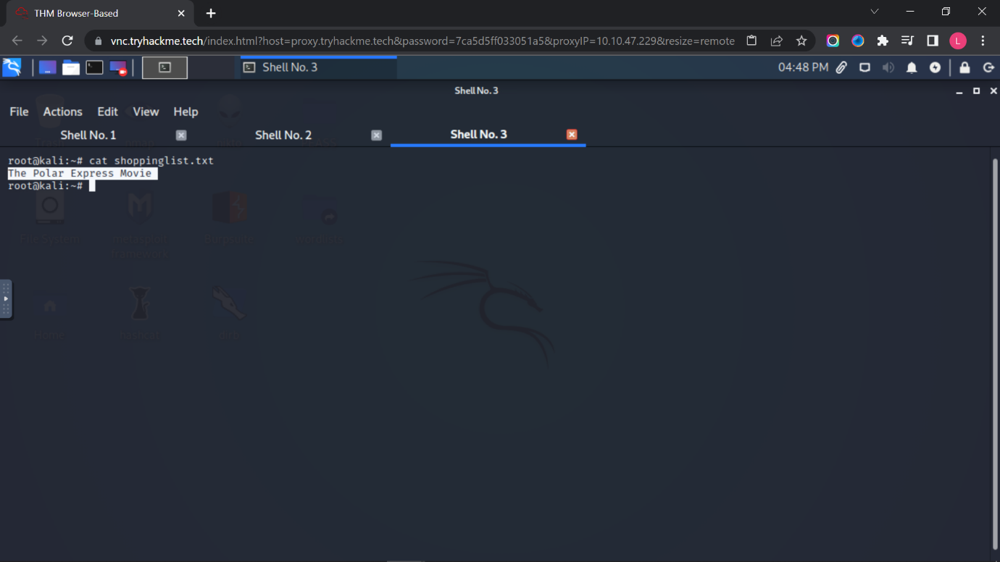 THM Browser-Based
vnc.tryhackme.tech/index.html?host=proxy.tryhackme.tech&password=7ca5d5ff033051a5&proxyIP=10.10.47.229&resize=remote
L
Shell No. 3
04:48 PM
Shell No. 3
File Actions Edit View Help
Shell No. 1
Shell No. 2
Shell No. 3
root@kali:~# cat shoppinglist.txt
The Polar Express Movie
root@kali:~#
File System
metasploit framework
Burpsuite
wordlists
Home
hashcat
dirb